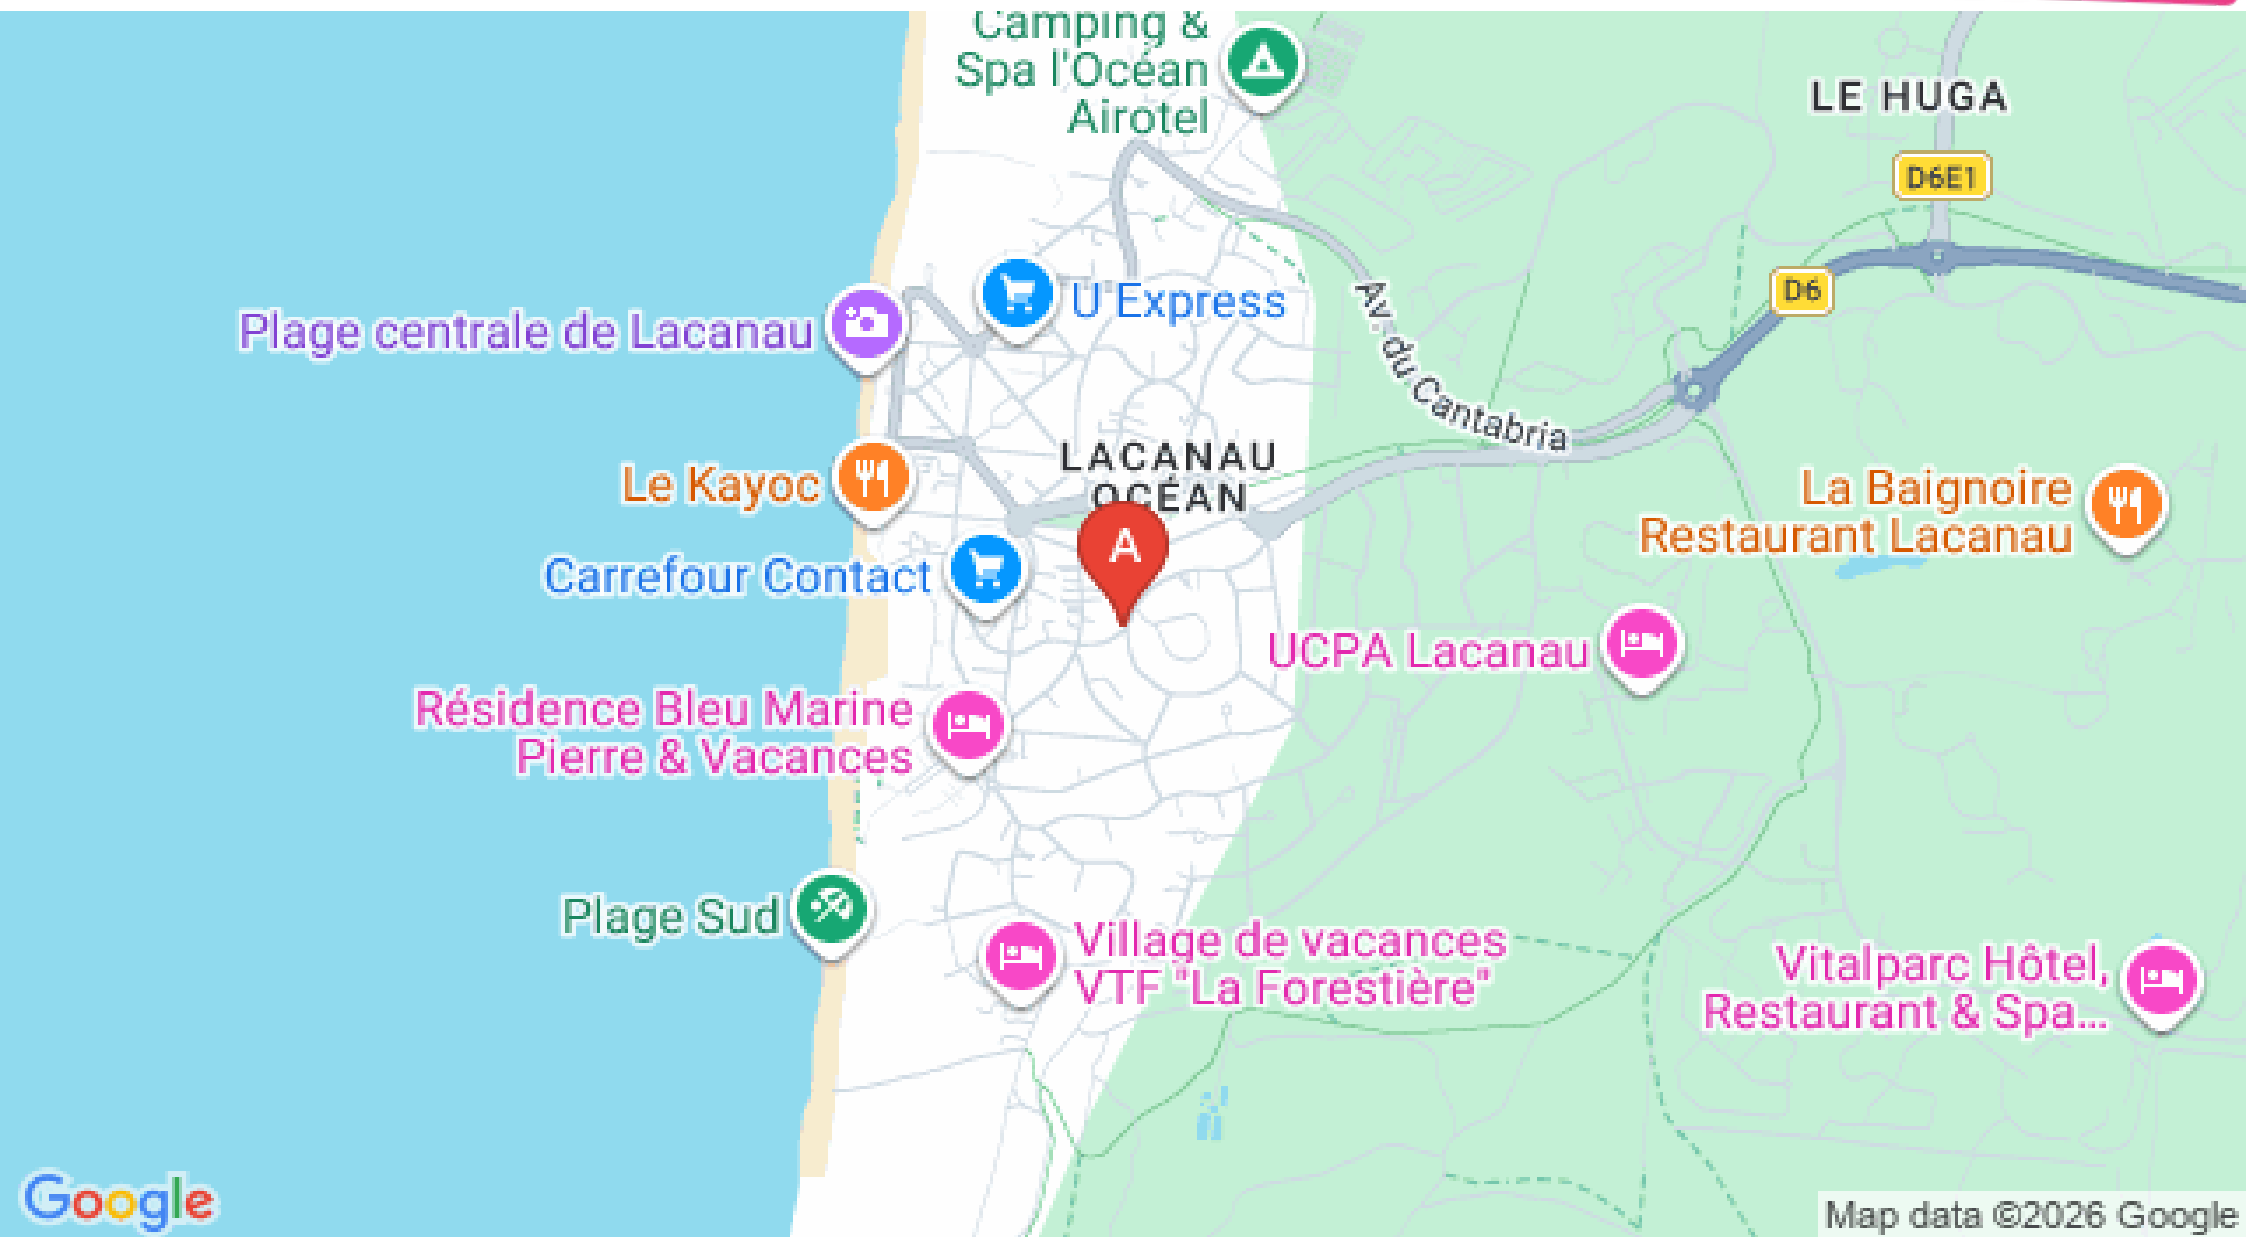 Camping &
Spa l'Océan
Airotel
LE HUGA
D6E1
D6
U Express
Plage centrale de Lacanau
Av. du Cantabria
LACANAU
OCÉAN
Le Kayoc
La Baignoire
Restaurant Lacanau
A
Carrefour Contact
UCPA Lacanau
Résidence Bleu Marine
Pierre & Vacances
Plage Sud
Village de vacances
VTF "La Forestière"
Vitalparc Hôtel,
Restaurant & Spa...
Google
Map data ©2026 Google